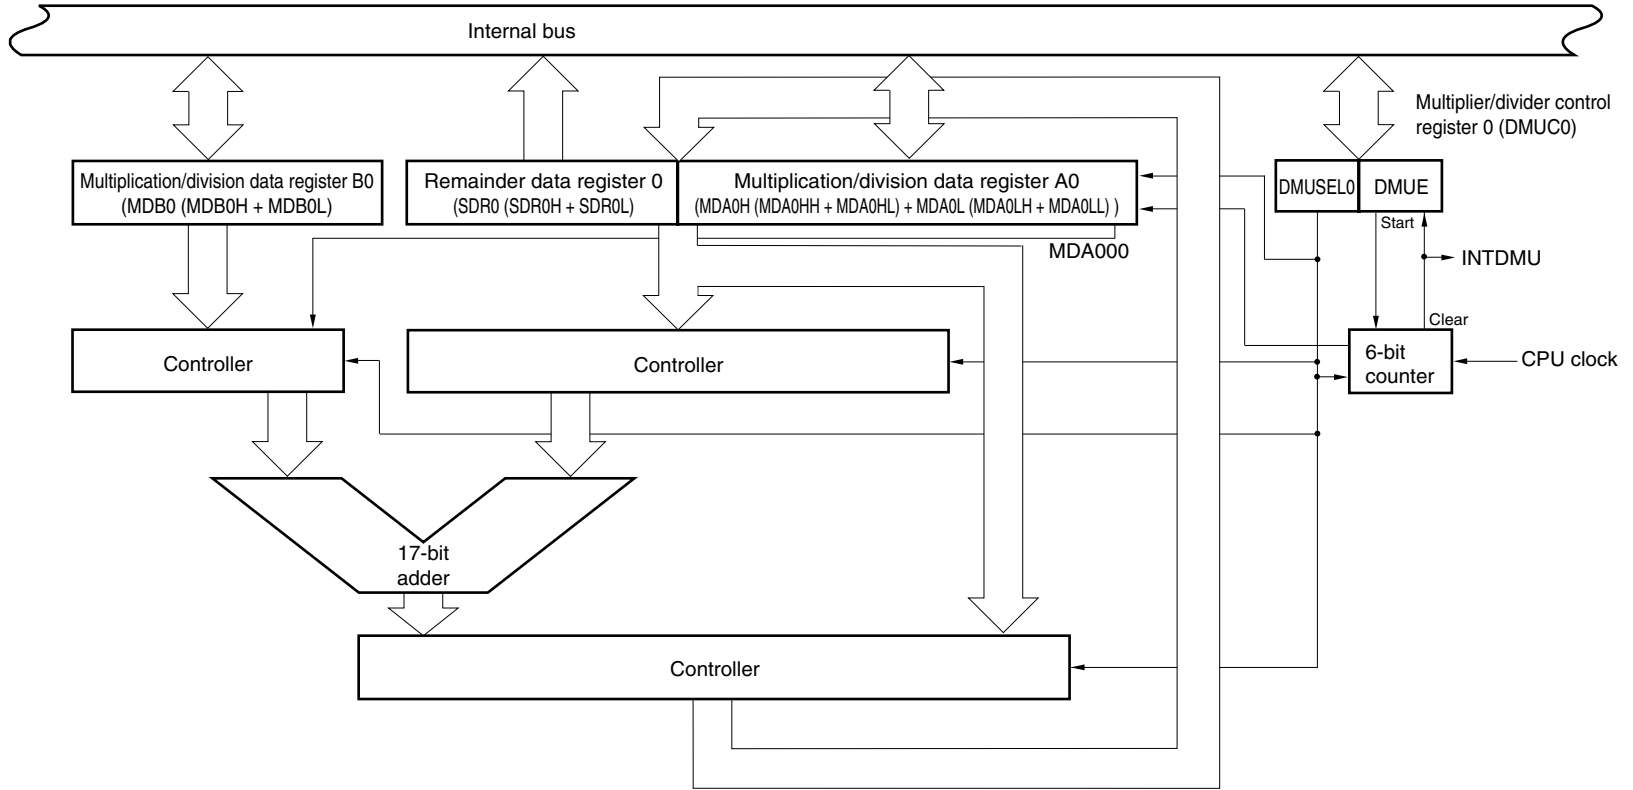 Internal bus
Multiplier/divider control
register 0 (DMUC0)
Multiplication/division data register B0
(MDB0 (MDB0H + MDB0L)
Remainder data register 0
(SDR0 (SDR0H + SDR0L)
Multiplication/division data register A0
(MDA0H (MDA0HH + MDA0HL) + MDA0L (MDA0LH + MDA0LL) )
DMUSEL0
DMUE
Start
MDA000
INTDMU
Clear
Controller
Controller
6-bit
counter
CPU clock
17-bit
adder
Controller